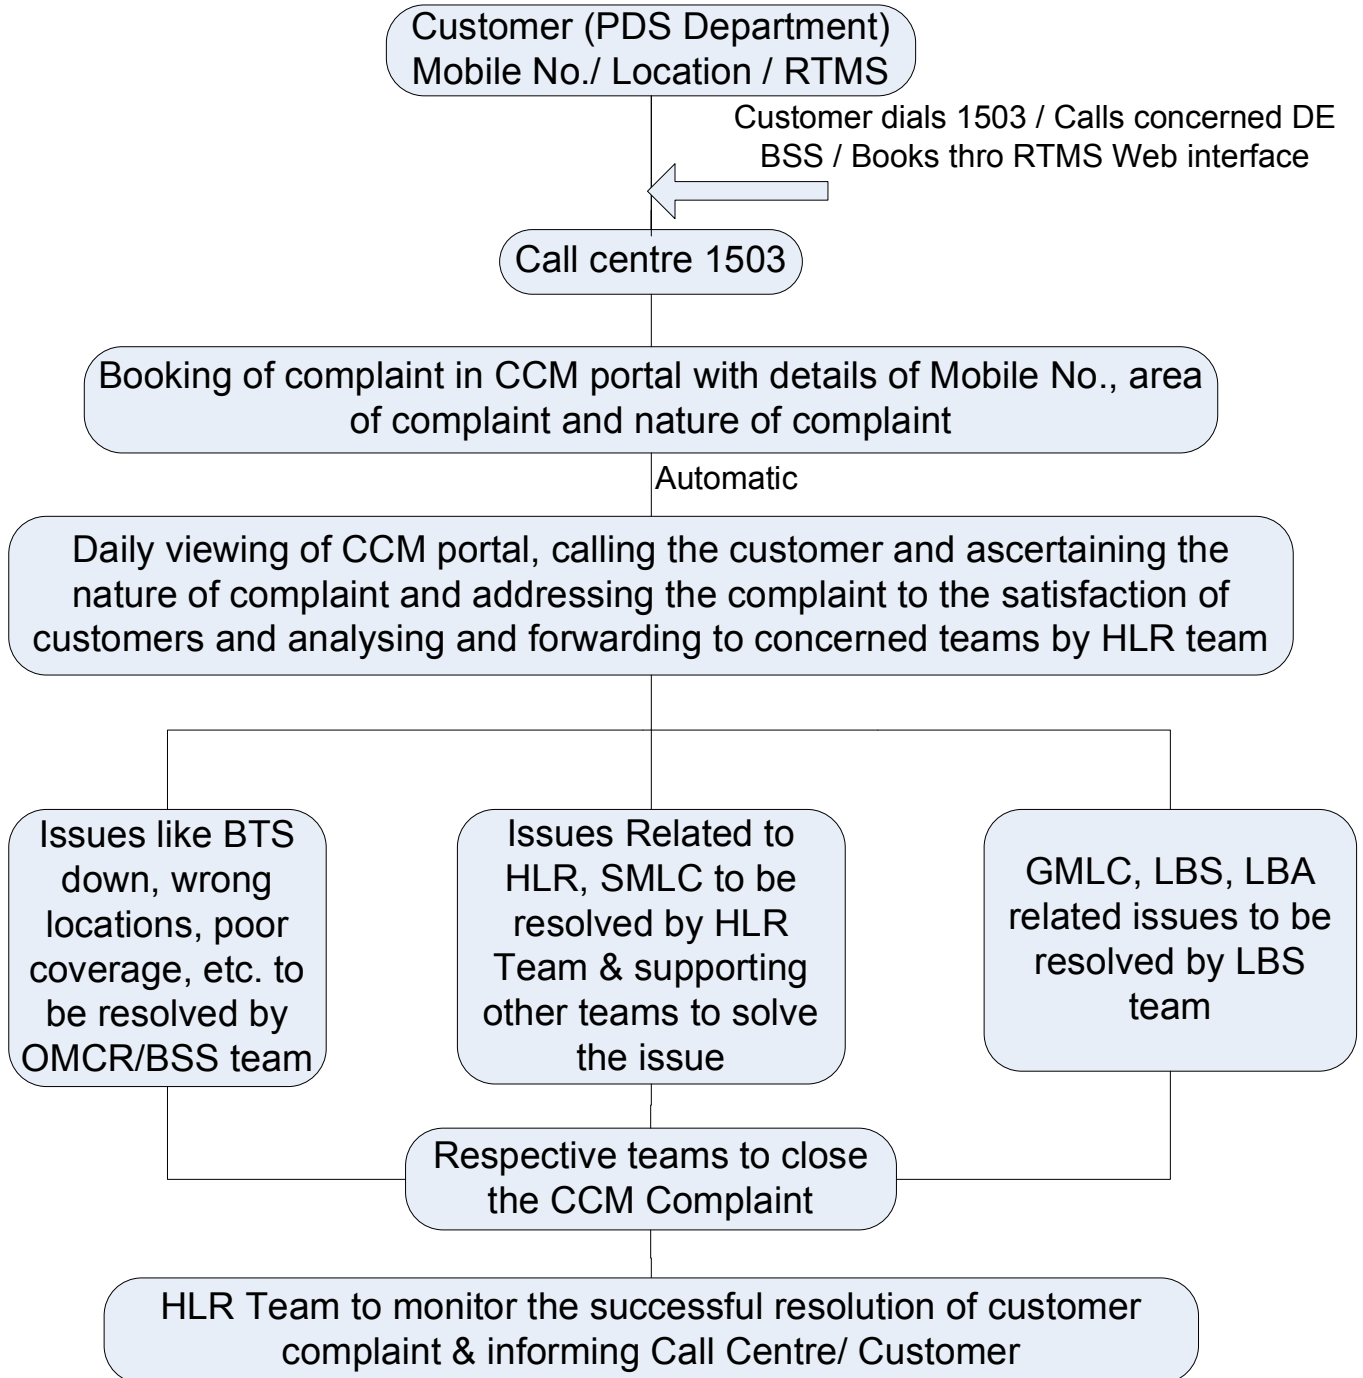 Customer (PDS Department)
Mobile No./ Location / RTMS
Customer dials 1503 / Calls concerned DE
BSS / Books thro RTMS Web interface
Call centre 1503
Booking of complaint in CCM portal with details of Mobile No., area
of complaint and nature of complaint
Automatic
Daily viewing of CCM portal, calling the customer and ascertaining the
nature of complaint and addressing the complaint to the satisfaction of
customers and analysing and forwarding to concerned teams by HLR team
Issues like BTS
down, wrong
locations, poor
coverage, etc. to
be resolved by
OMCR/BSS team
Issues Related to
HLR, SMLC to be
resolved by HLR
Team & supporting
other teams to solve
the issue
GMLC, LBS, LBA
related issues to be
resolved by LBS
team
Respective teams to close
the CCM Complaint
HLR Team to monitor the successful resolution of customer
complaint & informing Call Centre/ Customer